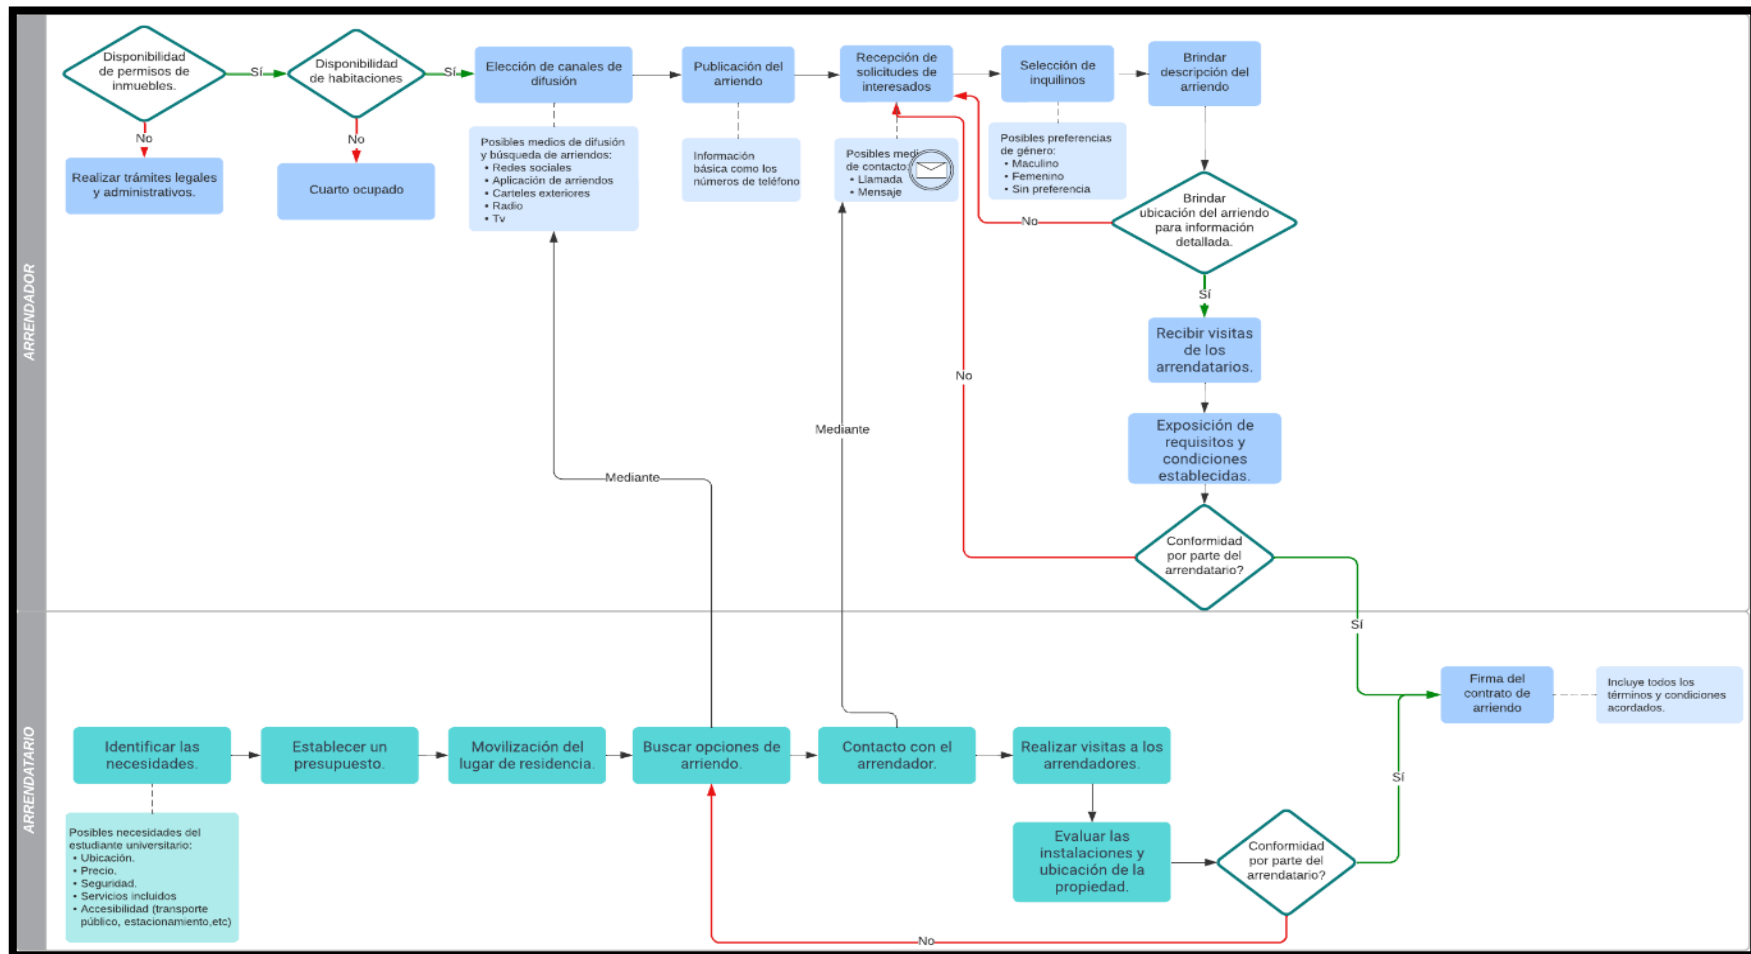 ARRENDADOR
Disponibilidad
de permisos de
inmuebles.
Sí
No
Realizar trámites legales
y administrativos.
Disponibilidad
de habitaciones
Sí
No
Cuarto ocupado
Elección de canales de
difusión
Posibles medios de difusión
y búsqueda de arriendos:
• Redes sociales
• Aplicación de arriendos
• Carteles exteriores
• Radio
• Tv
Publicación del
arriendo
Información
básica como los
números de teléfono
Recepción de
solicitudes de
interesados
Posibles medi
de contacto:
• Llamada
• Mensaje
Selección de
inquilinos
Posibles preferencias
de género:
• Maculino
• Femenino
• Sin preferencia
Brindar
descripción del
arriendo
Brindar
ubicación del arriendo
para información
detallada.
No
Sí
Recibir visitas
de los
arrendatarios.
Exposición de
requisitos y
condiciones
establecidas.
Conformidad
por parte del
arrendatario?
No
Sí
Mediante
Mediante
ARRENDATARIO
Identificar las
necesidades.
Posibles necesidades del
estudiante universitario:
• Ubicación.
• Precio.
• Seguridad.
• Servicios incluidos
• Accesibilidad (transporte
público, estacionamiento,etc)
Establecer un
presupuesto.
Movilización del
lugar de residencia.
Buscar opciones de
arriendo.
Contacto con el
arrendador.
Realizar visitas a los
arrendadores.
Evaluar las
instalaciones y
ubicación de la
propiedad.
Conformidad
por parte del
arrendatario?
No
Sí
Firma del
contrato de
arriendo
Incluye todos los
términos y condiciones
acordados.